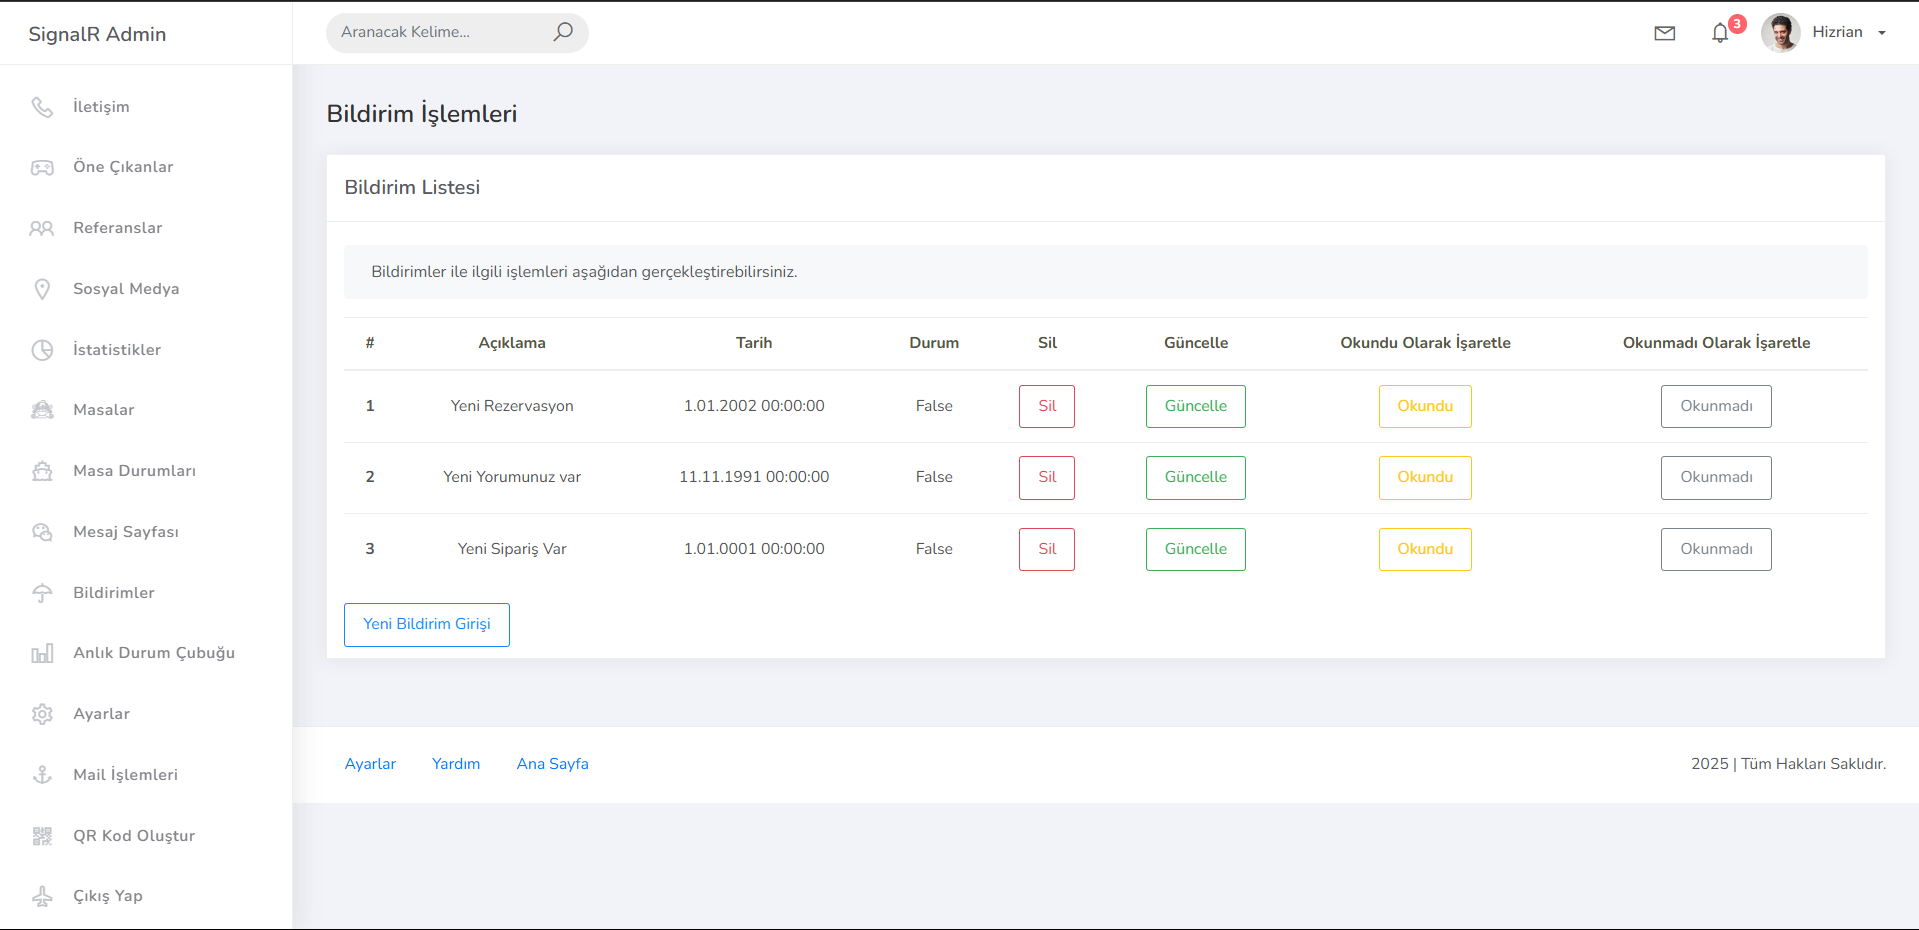 SignalR Admin
Aranacak Kelime...
3
Hizrian
İletişim
Öne Çıkanlar
Referanslar
Sosyal Medya
İstatistikler
Masalar
Masa Durumları
Mesaj Sayfası
Bildirimler
Anlık Durum Çubuğu
Ayarlar
Mail İşlemleri
QR Kod Oluştur
Çıkış Yap
Bildirim İşlemleri
Bildirim Listesi
Bildirimler ile ilgili işlemleri aşağıdan gerçekleştirebilirsiniz.
# Açıklama Tarih Durum Sil Güncelle Okundu Olarak İşaretle Okunmadı Olarak İşaretle
1 Yeni Rezervasyon 1.01.2002 00:00:00 False Sil Güncelle Okundu Okunmadı
2 Yeni Yorumunuz var 11.11.1991 00:00:00 False Sil Güncelle Okundu Okunmadı
3 Yeni Sipariş Var 1.01.0001 00:00:00 False Sil Güncelle Okundu Okunmadı
Yeni Bildirim Girişi
Ayarlar Yardım Ana Sayfa 2025 | Tüm Hakları Saklıdır.